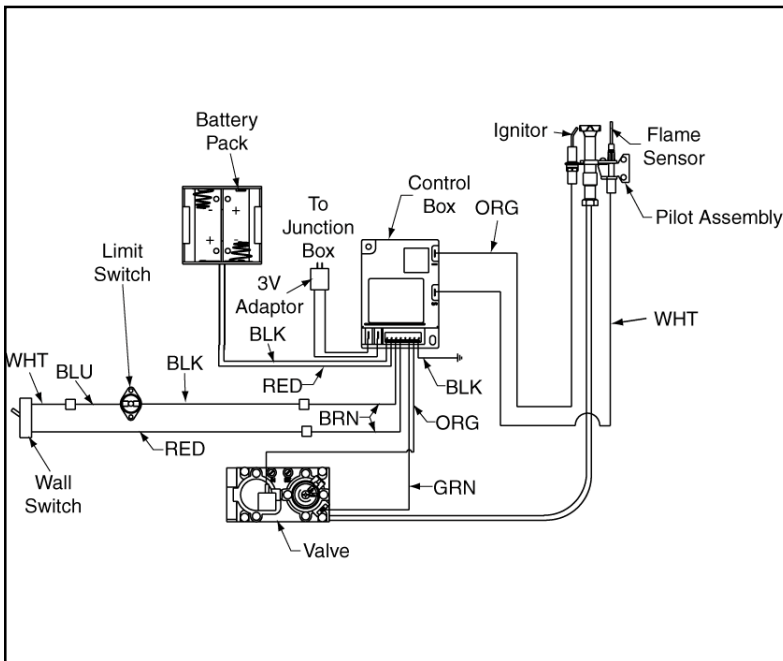 Battery
Pack
Ignitor
Flame
Sensor
Control
Box
ORG
Pilot Assembly
To
Junction
Box
Limit
Switch
3V
Adaptor
WHT
BLK
WHT
BLU
BLK
RED
BLK
BRN
ORG
RED
Wall
Switch
GRN
Valve